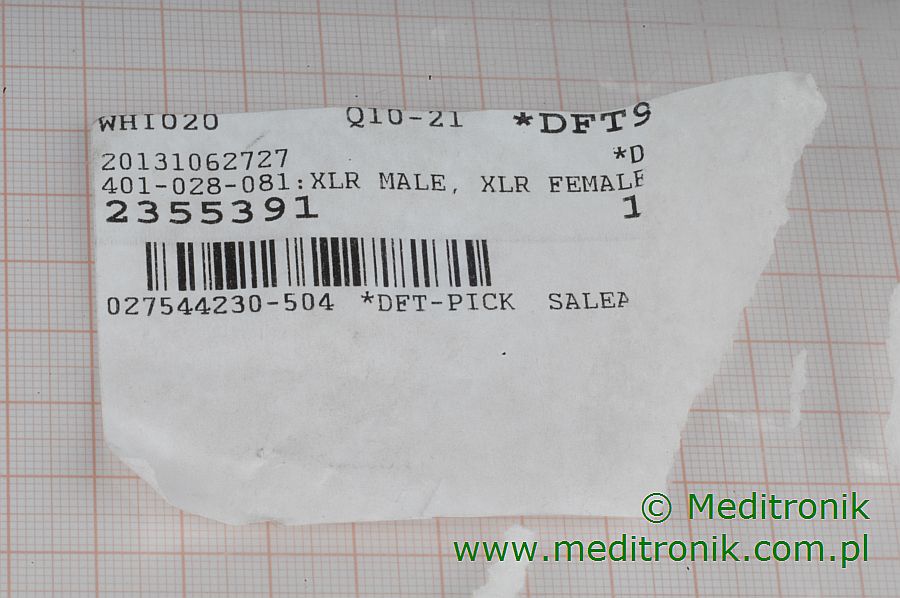 WHI020 Q10-21 *DFT9
20131062727 *D
401-028-081:XLR MALE, XLR FEMALE
2355391 1
027544230-504 *DFT-PICK SALEA
© Meditronik
www.meditronik.com.pl